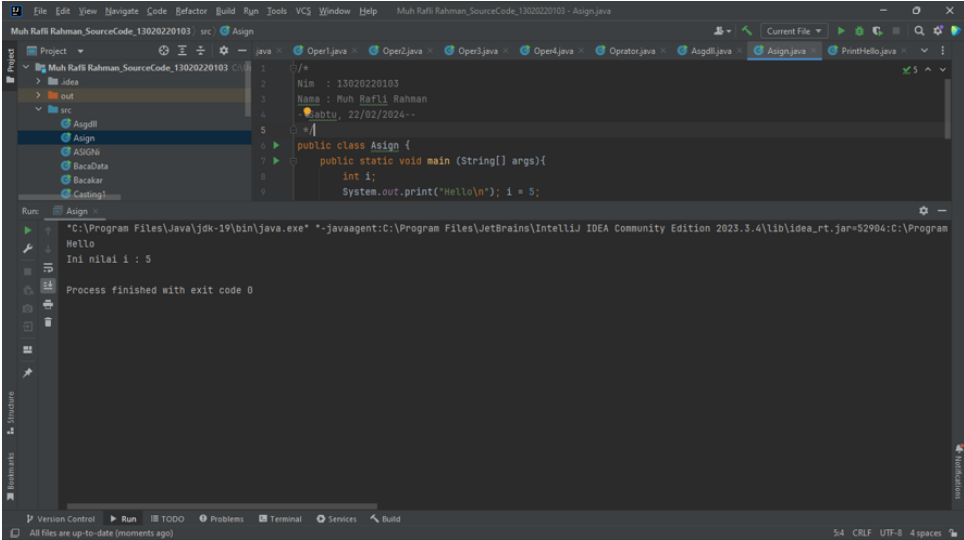 File Edit View Navigate Code Refactor Build Run Tools VCS Window Help Muh Rafli Rahman_SourceCode_13020220103 - Asign.java
Muh Rafli Rahman_SourceCode_13020220103 src Asign Current File
Project java Oper1.java Oper2.java Oper3.java Oper4.java Oprator.java Asgdll.java Asign.java PrintHello.java
Muh Rafli Rahman_SourceCode_13020220103
.idea
out
src
Asgdll
Asign
ASIGNi
BacaData
Bacakar
Casting1
5
1 /*
2 Nim : 13020220103
3 Nama : Muh Rafli Rahman
4 --Sabtu, 22/02/2024--
5 */
6 public class Asign {
7 public static void main (String[] args){
8 int i;
9 System.out.print("Hello\n"); i = 5;
Run: Asign
"C:\Program Files\Java\jdk-19\bin\java.exe" "-javaagent:C:\Program Files\JetBrains\IntelliJ IDEA Community Edition 2023.3.4\lib\idea_rt.jar=52904:C:\Program
Hello
Ini nilai i : 5
Process finished with exit code 0
Project
Structure
Bookmarks
Notifications
Version Control Run TODO Problems Terminal Services Build
All files are up-to-date (moments ago) 5:4 CRLF UTF-8 4 spaces